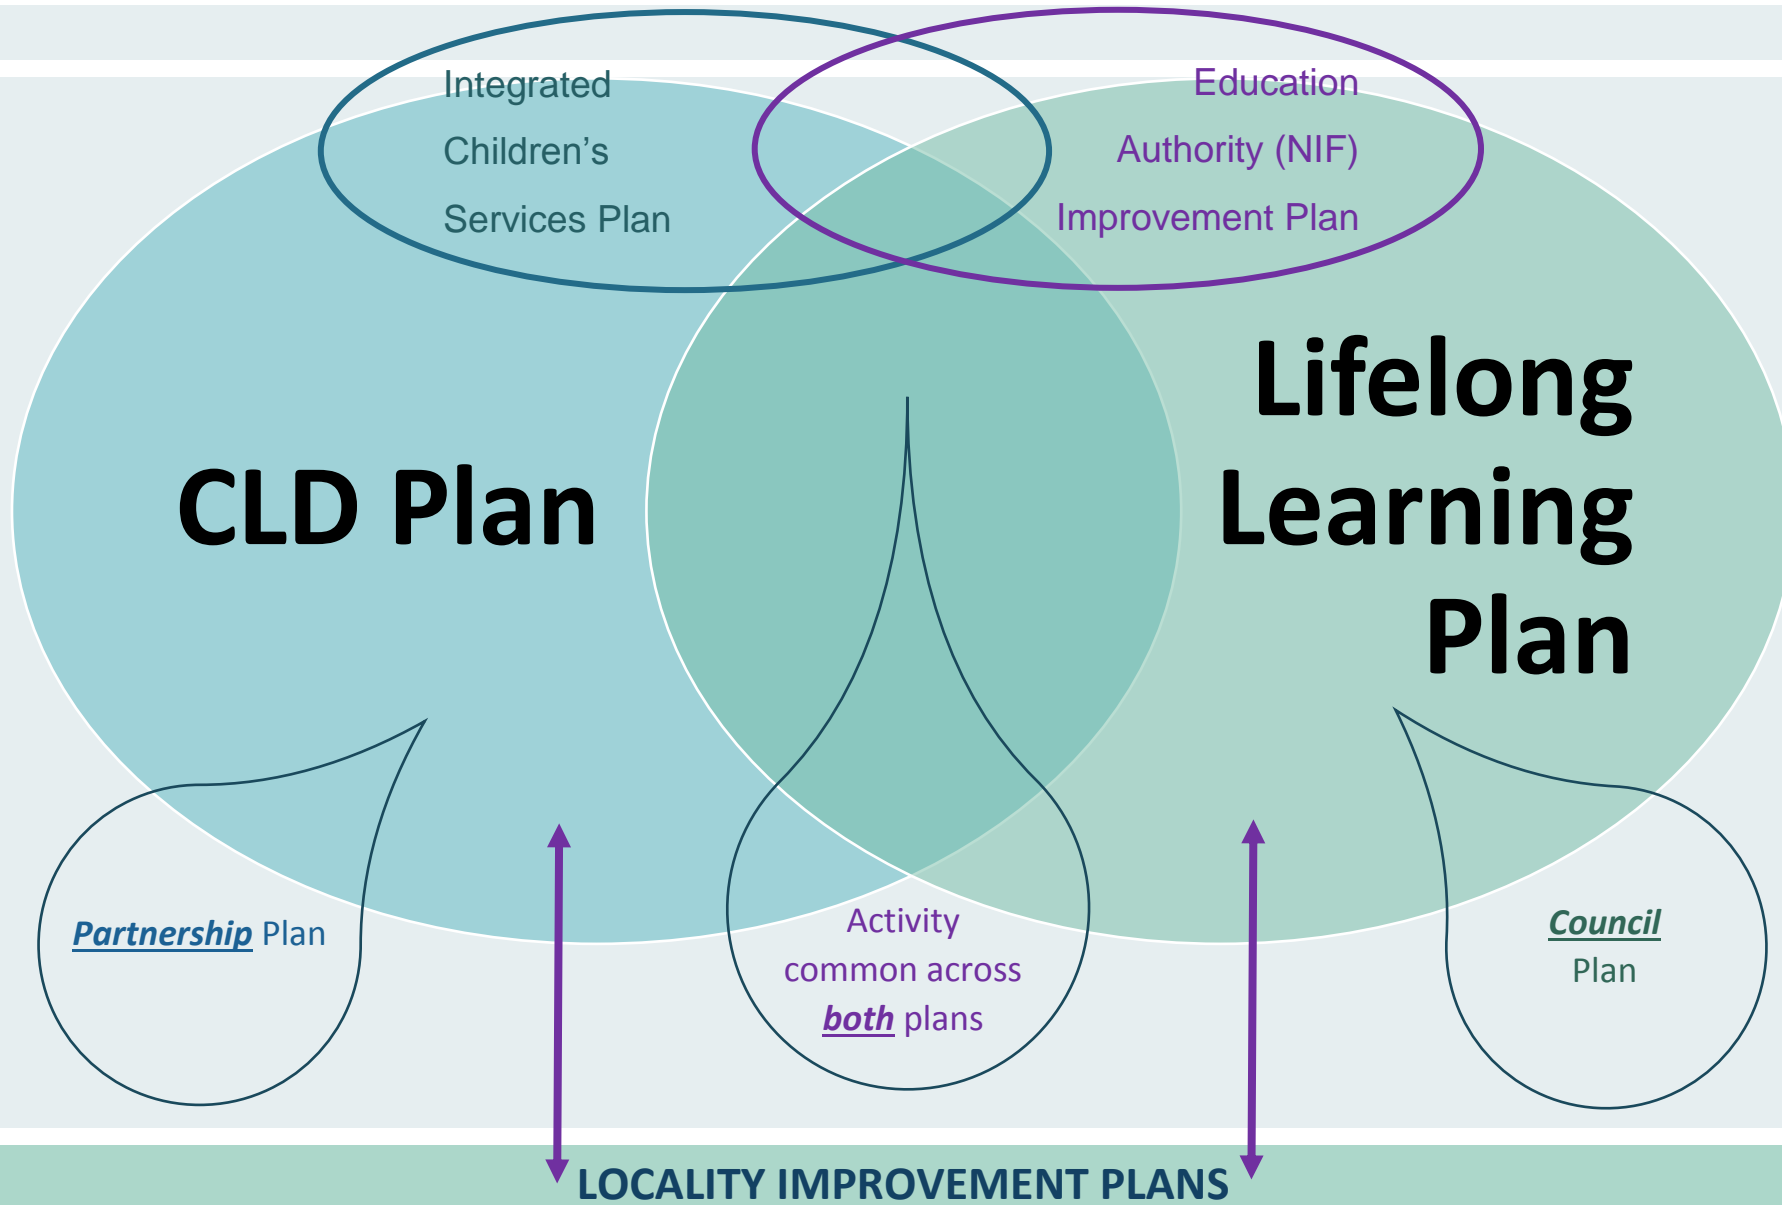 Integrated
Children’s
Services Plan
Education
Authority (NIF)
Improvement Plan
CLD Plan
Lifelong
Learning
Plan
Partnership Plan
Activity
common across
both plans
Council
Plan
LOCALITY IMPROVEMENT PLANS